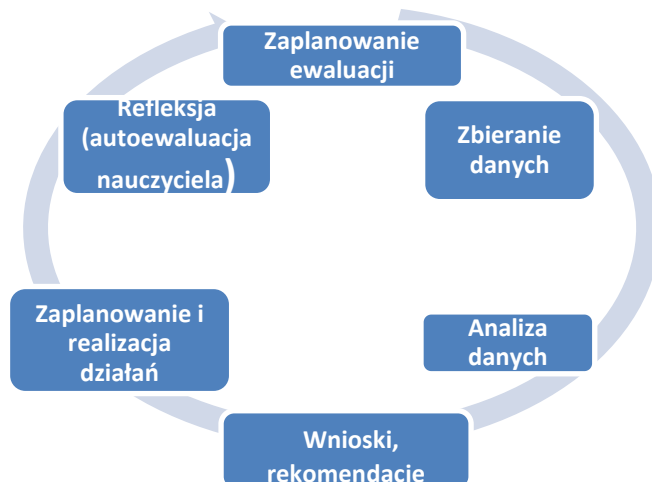 Zaplanowanie
ewaluacji
Zbieranie
danych
Analiza
danych
Wnioski,
rekomendacje
Zaplanowanie i
realizacja
działań
Refleksja
(autoewaluacja
nauczyciela)